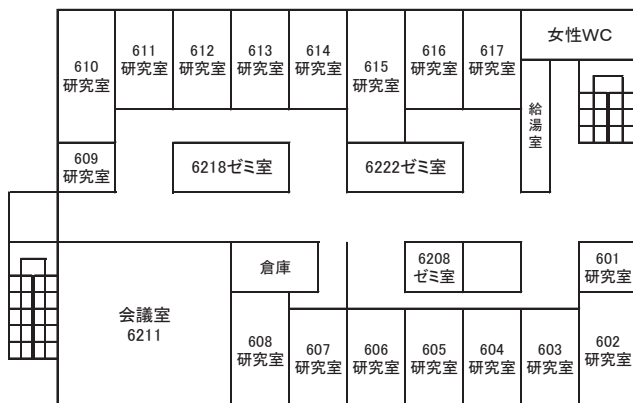 女性WC
610
研究室
611
研究室
612
研究室
613
研究室
614
研究室
615
研究室
616
研究室
617
研究室
給湯室
609
研究室
6218ゼミ室
6222ゼミ室
倉庫
6208
ゼミ室
601
研究室
会議室
6211
608
研究室
607
研究室
606
研究室
605
研究室
604
研究室
603
研究室
602
研究室